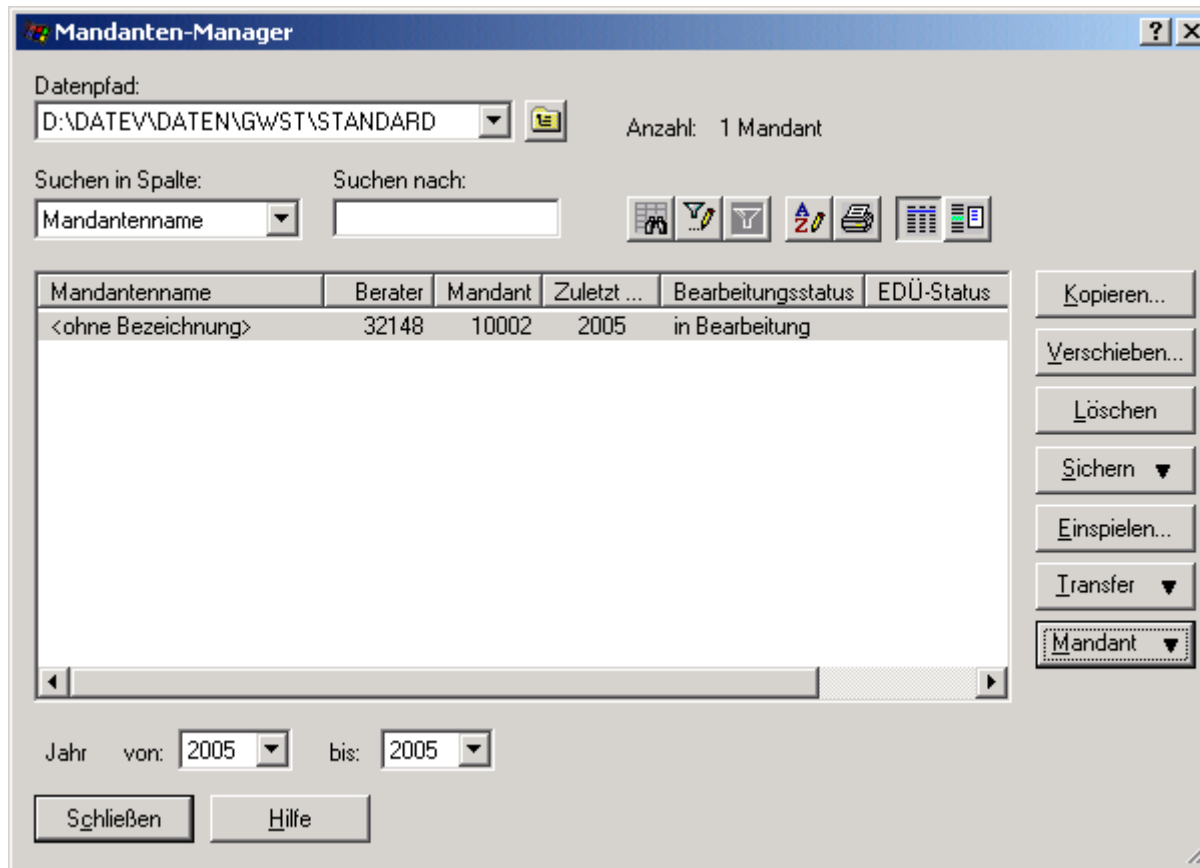 Mandanten-Manager
Datenpfad:
D:\DATEV\DATEN\GWST\STANDARD
Anzahl: 1 Mandant
Suchen in Spalte: Suchen nach:
Mandantenname
Mandantenname Berater Mandant Zuletzt ... Bearbeitungsstatus EDÜ-Status
<ohne Bezeichnung> 32148 10002 2005 in Bearbeitung
Kopieren...
Verschieben...
Löschen
Sichern
Einspielen...
Transfer
Mandant
Jahr von: 2005 bis: 2005
Schließen Hilfe